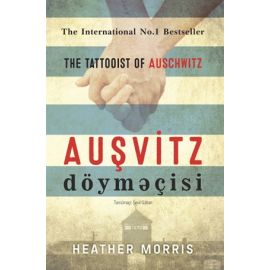 The International No.1 Bestseller
THE TATTOOIST OF AUSCHWITZ
AUŞVİTZ
döyməçisi
HEATHER MORRIS